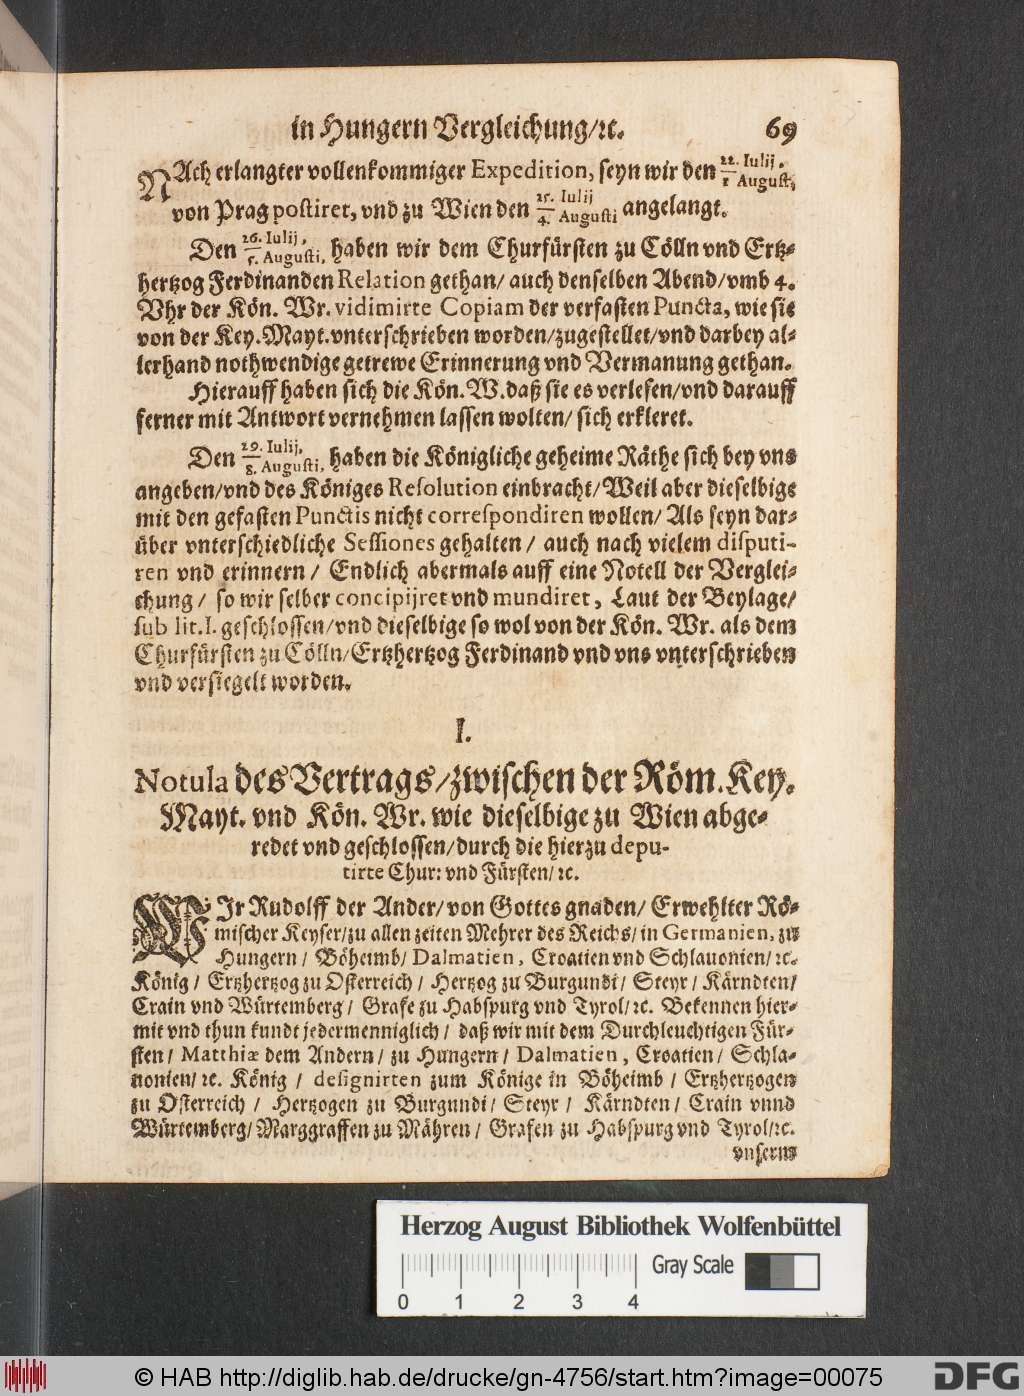 in Hungern Vergleichung/ꝛc. 69
NAch erlangter vollenkommiger Expedition, seyn wir den 22. Iulij./1 August,
von Prag postiret, vnd zu Wien den 25. Iulij/4. Augusti angelangt.
Den 26. Iulij,/5. Augusti, haben wir dem Churfürsten zu Cölln vnd Ertz-
hertzog Ferdinanden Relation gethan/ auch denselben Abend/vmb 4.
Vhr der Kön. Wr. vidimirte Copiam der verfasten Puncta, wie sie
von der Key. Mayt. vnterschrieben worden/zugestellet/vnd darbey al-
lerhand nothwendige getrewe Erinnerung vnd Vermanung gethan.
Hierauff haben sich die Kön. W. daß sie es verlesen/vnd darauff
ferner mit Antwort vernehmen lassen wolten/ sich erkleret.
Den 29. Iulij,/8. Augusti, haben die Königliche geheime Räthe sich bey vns
angeben/vnd des Königes Resolution einbracht/Weil aber dieselbige
mit den gefasten Punctis nicht correspondiren wollen/ Als seyn dar-
über vnterschiedliche Sessiones gehalten/ auch nach vielem disputi-
ren vnd erinnern/ Endlich abermals auff eine Notell der Verglei-
chung/ so wir selber concipijret vnd mundiret, Laut der Beylage/
sub lit. I. geschlossen/vnd dieselbige so wol von der Kön. Wr. als dem
Churfürsten zu Cölln/Ertzhertzog Ferdinand vnd vns vnterschrieben
vnd versiegelt worden.
I.
Notula des Vertrags/zwischen der Röm. Key.
Mayt. vnd Kön. Wr. wie dieselbige zu Wien abge-
redet vnd geschlossen/durch die hierzu depu-
tirte Chur: vnd Fürsten/ꝛc.
WIr Rudolff der Ander/von Gottes gnaden/ Erwehlter Rö-
mischer Keyser/zu allen zeiten Mehrer des Reichs/ in Germanien, zu
Hungern/ Böheimb/ Dalmatien, Croatien vnd Schlauonien/ꝛc.
König/ Ertzhertzog zu Osterreich/ Hertzog zu Burgundi/ Steyr/ Kärndten/
Crain vnd Würtemberg/ Grafe zu Habspurg vnd Tyrol/ꝛc. Bekennen hier-
mit vnd thun kundt jedermenniglich/ daß wir mit dem Durchleuchtigen Für-
sten/ Matthiæ dem Andern/ zu Hungern/ Dalmatien, Croatien/ Schla-
uonien/ꝛc. König/ designirten zum Könige in Böheimb/ Ertzhertzogen
zu Osterreich/ Hertzogen zu Burgundi/ Steyr/ Kärndten/ Crain vnnd
Würtemberg/Marggraffen zu Mähren/ Grafen zu Habspurg vnd Tyrol/ꝛc.
vnserm
Herzog August Bibliothek Wolfenbüttel
Gray Scale
0 1 2 3 4
© HAB http://diglib.hab.de/drucke/gn-4756/start.htm?image=00075
DFG